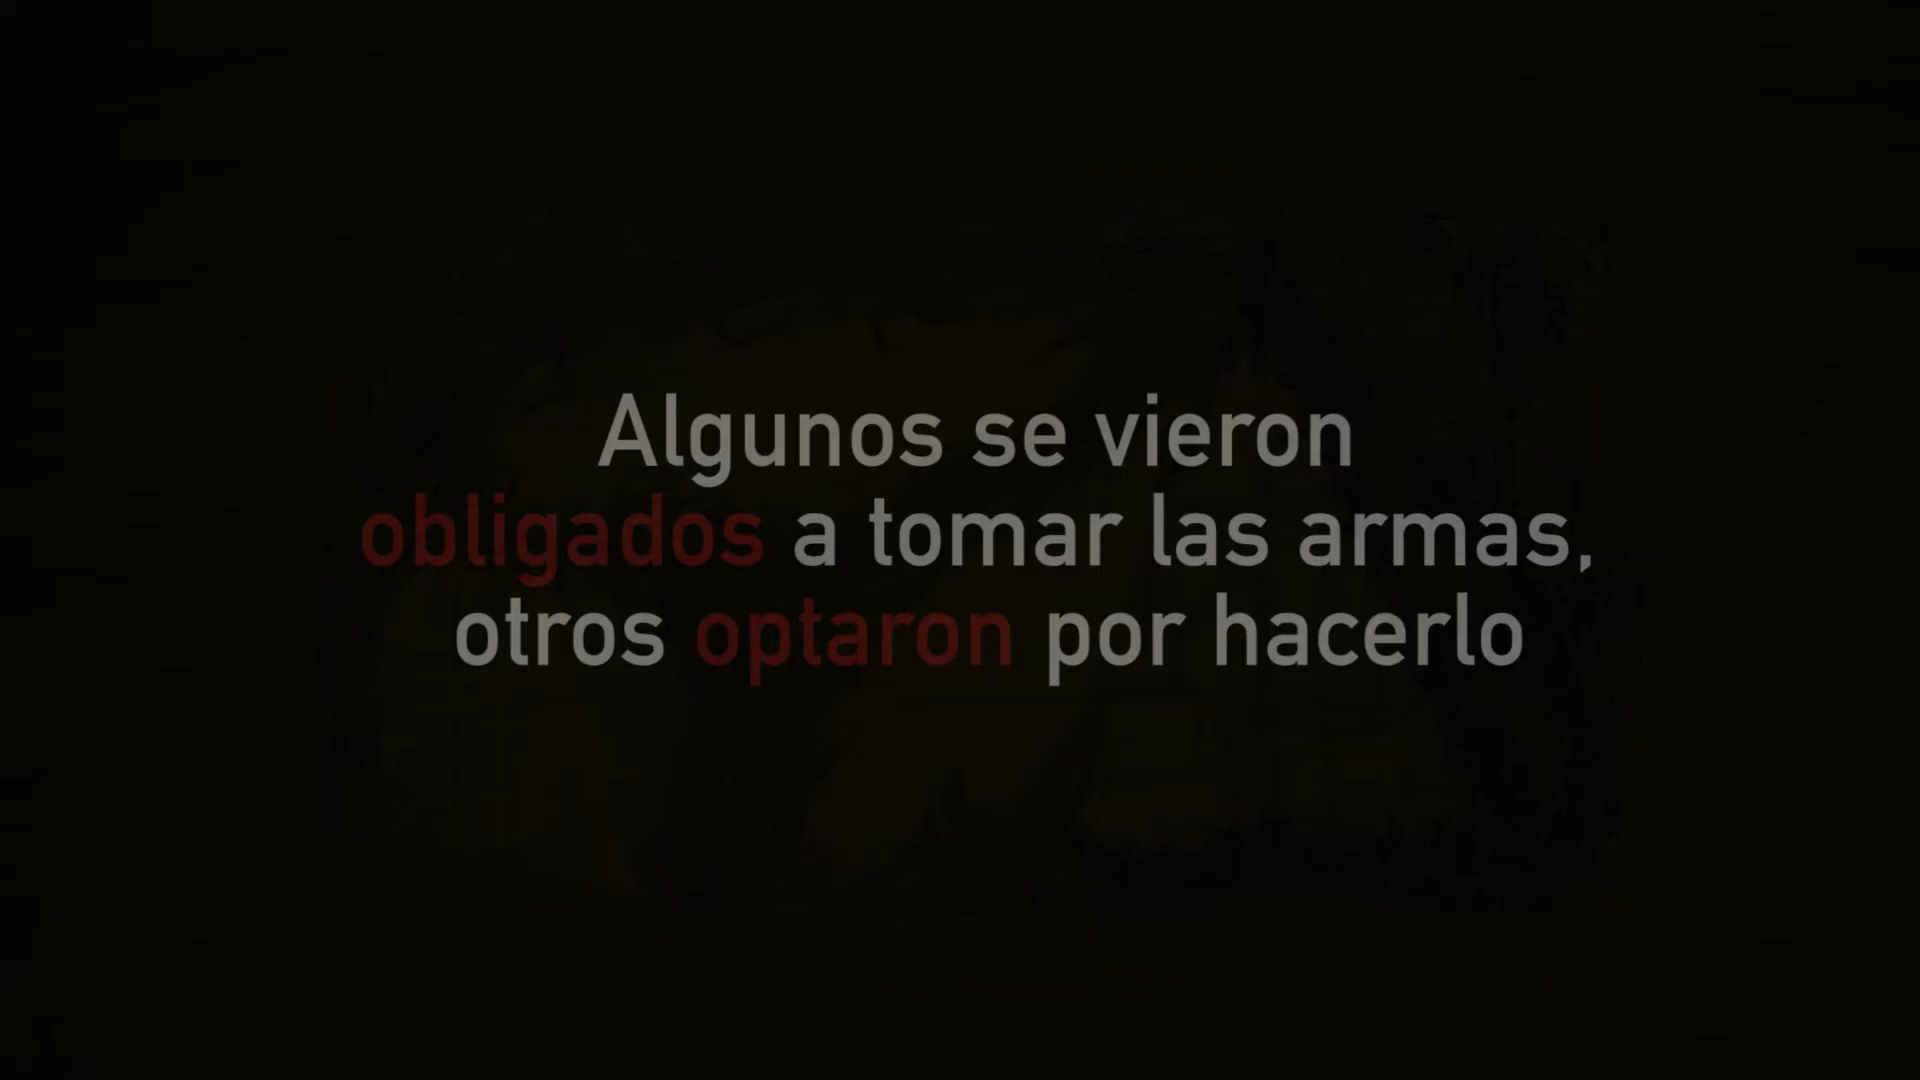 Algunos se vieron
obligados a tomar las armas,
otros optaron por hacerlo